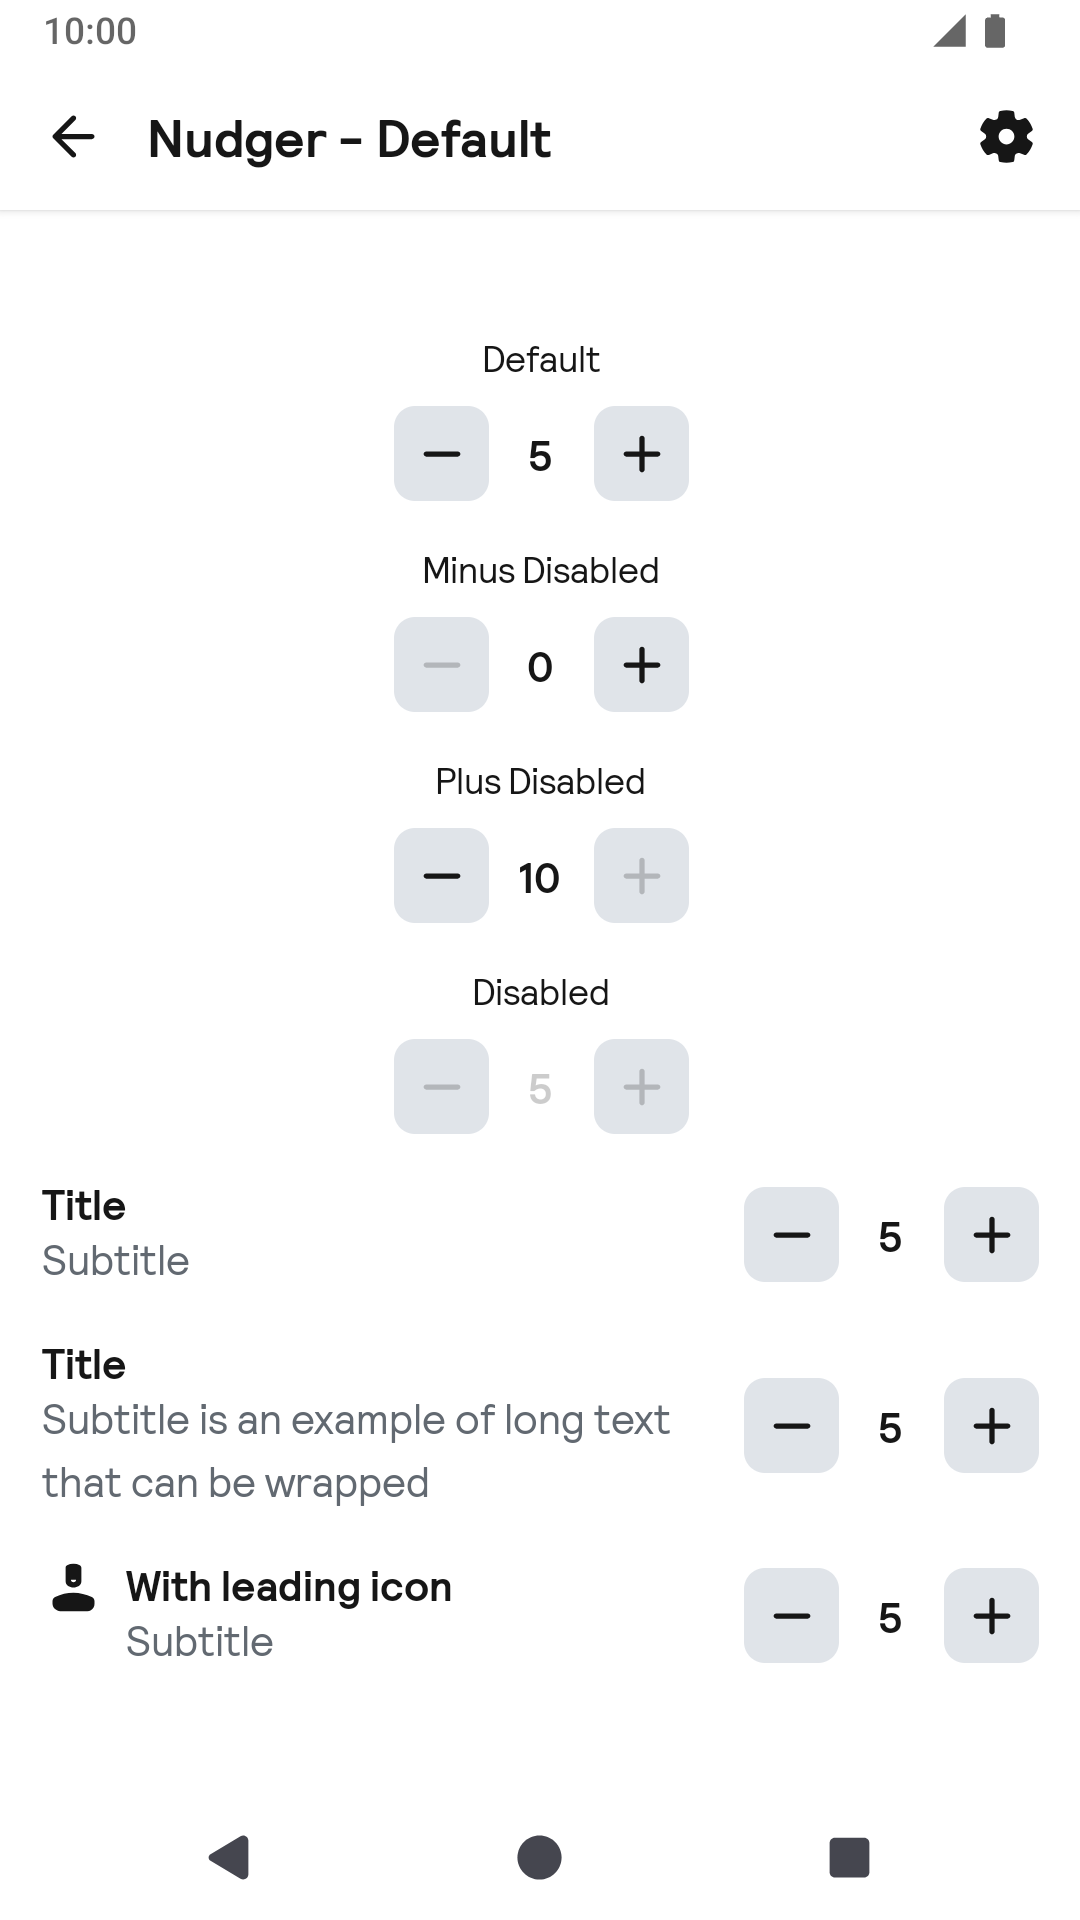 10:00
Nudger – Default
Default
5
Minus Disabled
0
Plus Disabled
10
Disabled
5
Title
Subtitle
5
Title
Subtitle is an example of long text
that can be wrapped
5
With leading icon
Subtitle
5